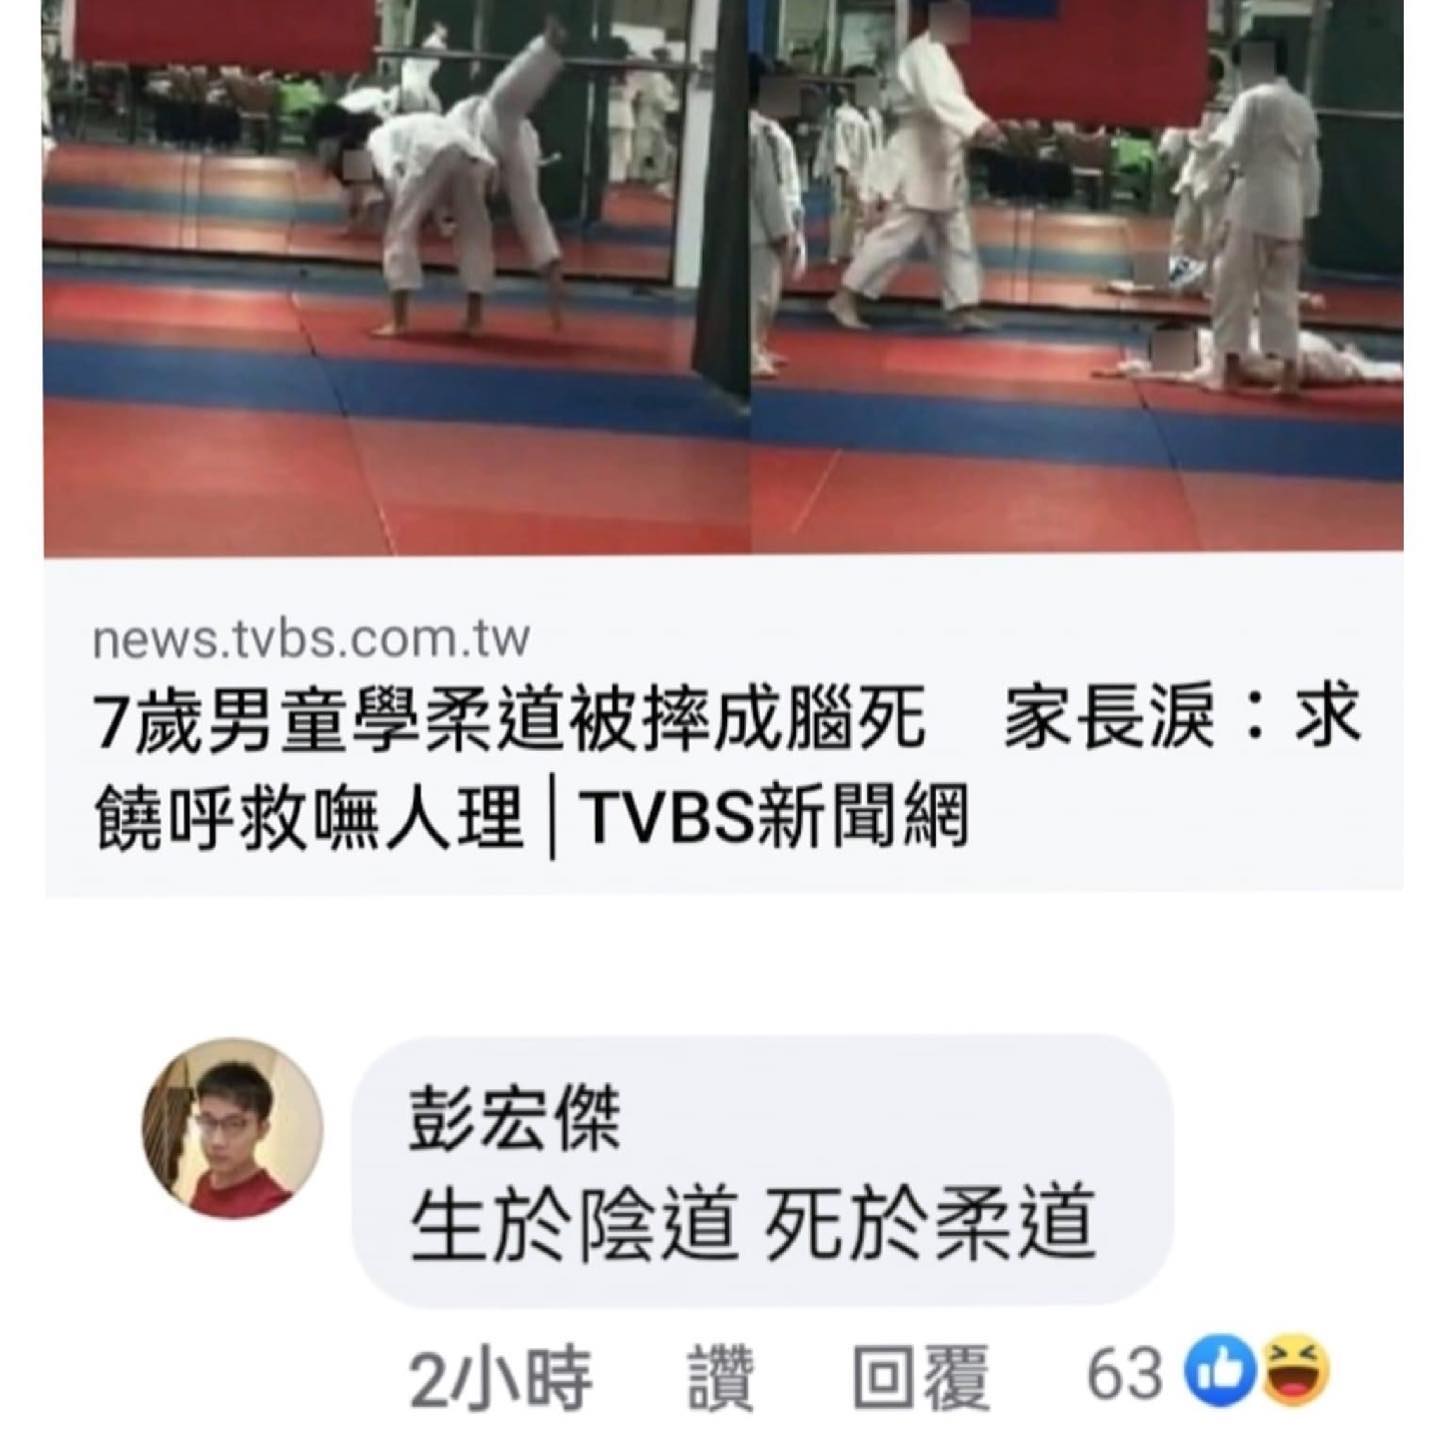 news.tvbs.com.tw
7歲男童學柔道被摔成腦死 家長淚：求
饒呼救嘸人理│TVBS新聞網
彭宏傑
生於陰道 死於柔道
2小時 讚 回覆 63